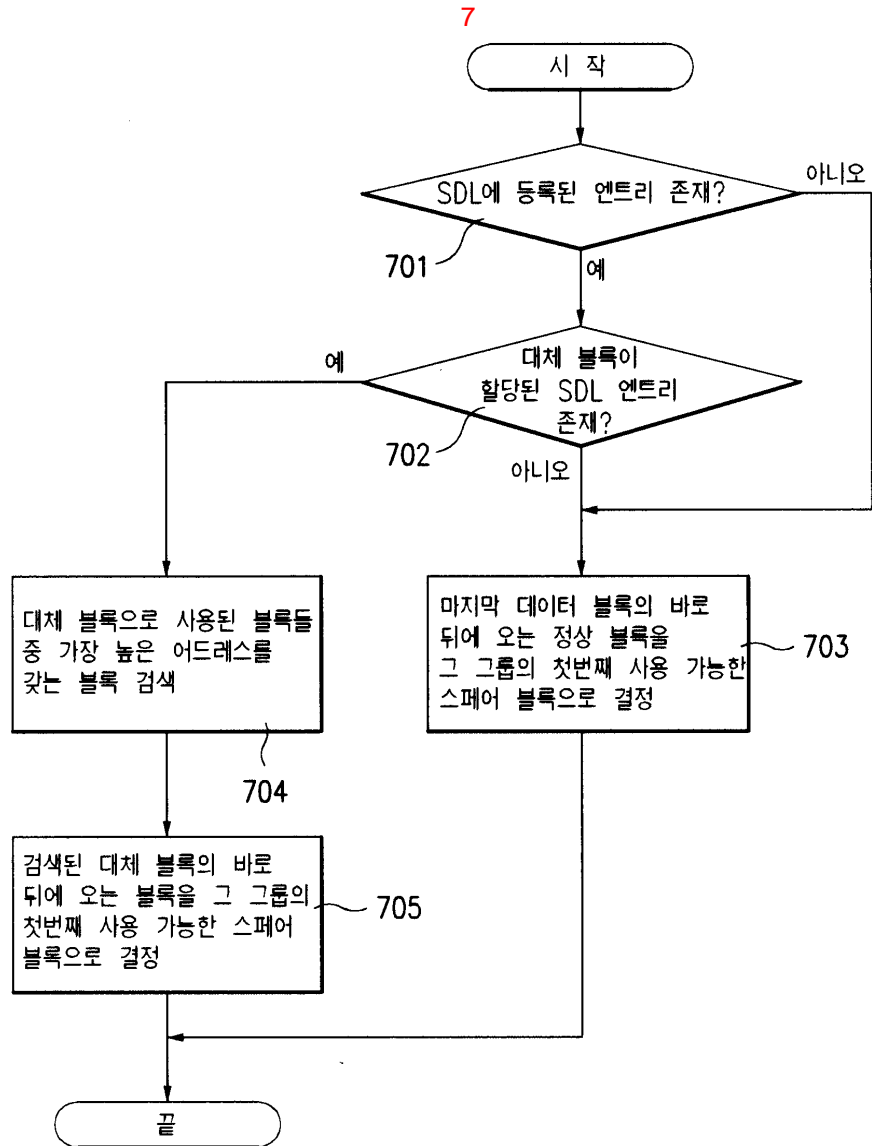 7
시 작
SDL에 등록된 엔트리 존재?
아니오
701
예
대체 블록이
할당된 SDL 엔트리
존재?
예
702
아니오
마지막 데이터 블록의 바로
뒤에 오는 정상 블록을
그 그룹의 첫번째 사용 가능한
스페어 블록으로 결정
703
대체 블록으로 사용된 블록들
중 가장 높은 어드레스를
갖는 블록 검색
704
검색된 대체 블록의 바로
뒤에 오는 블록을 그 그룹의
첫번째 사용 가능한 스페어
블록으로 결정
705
끝